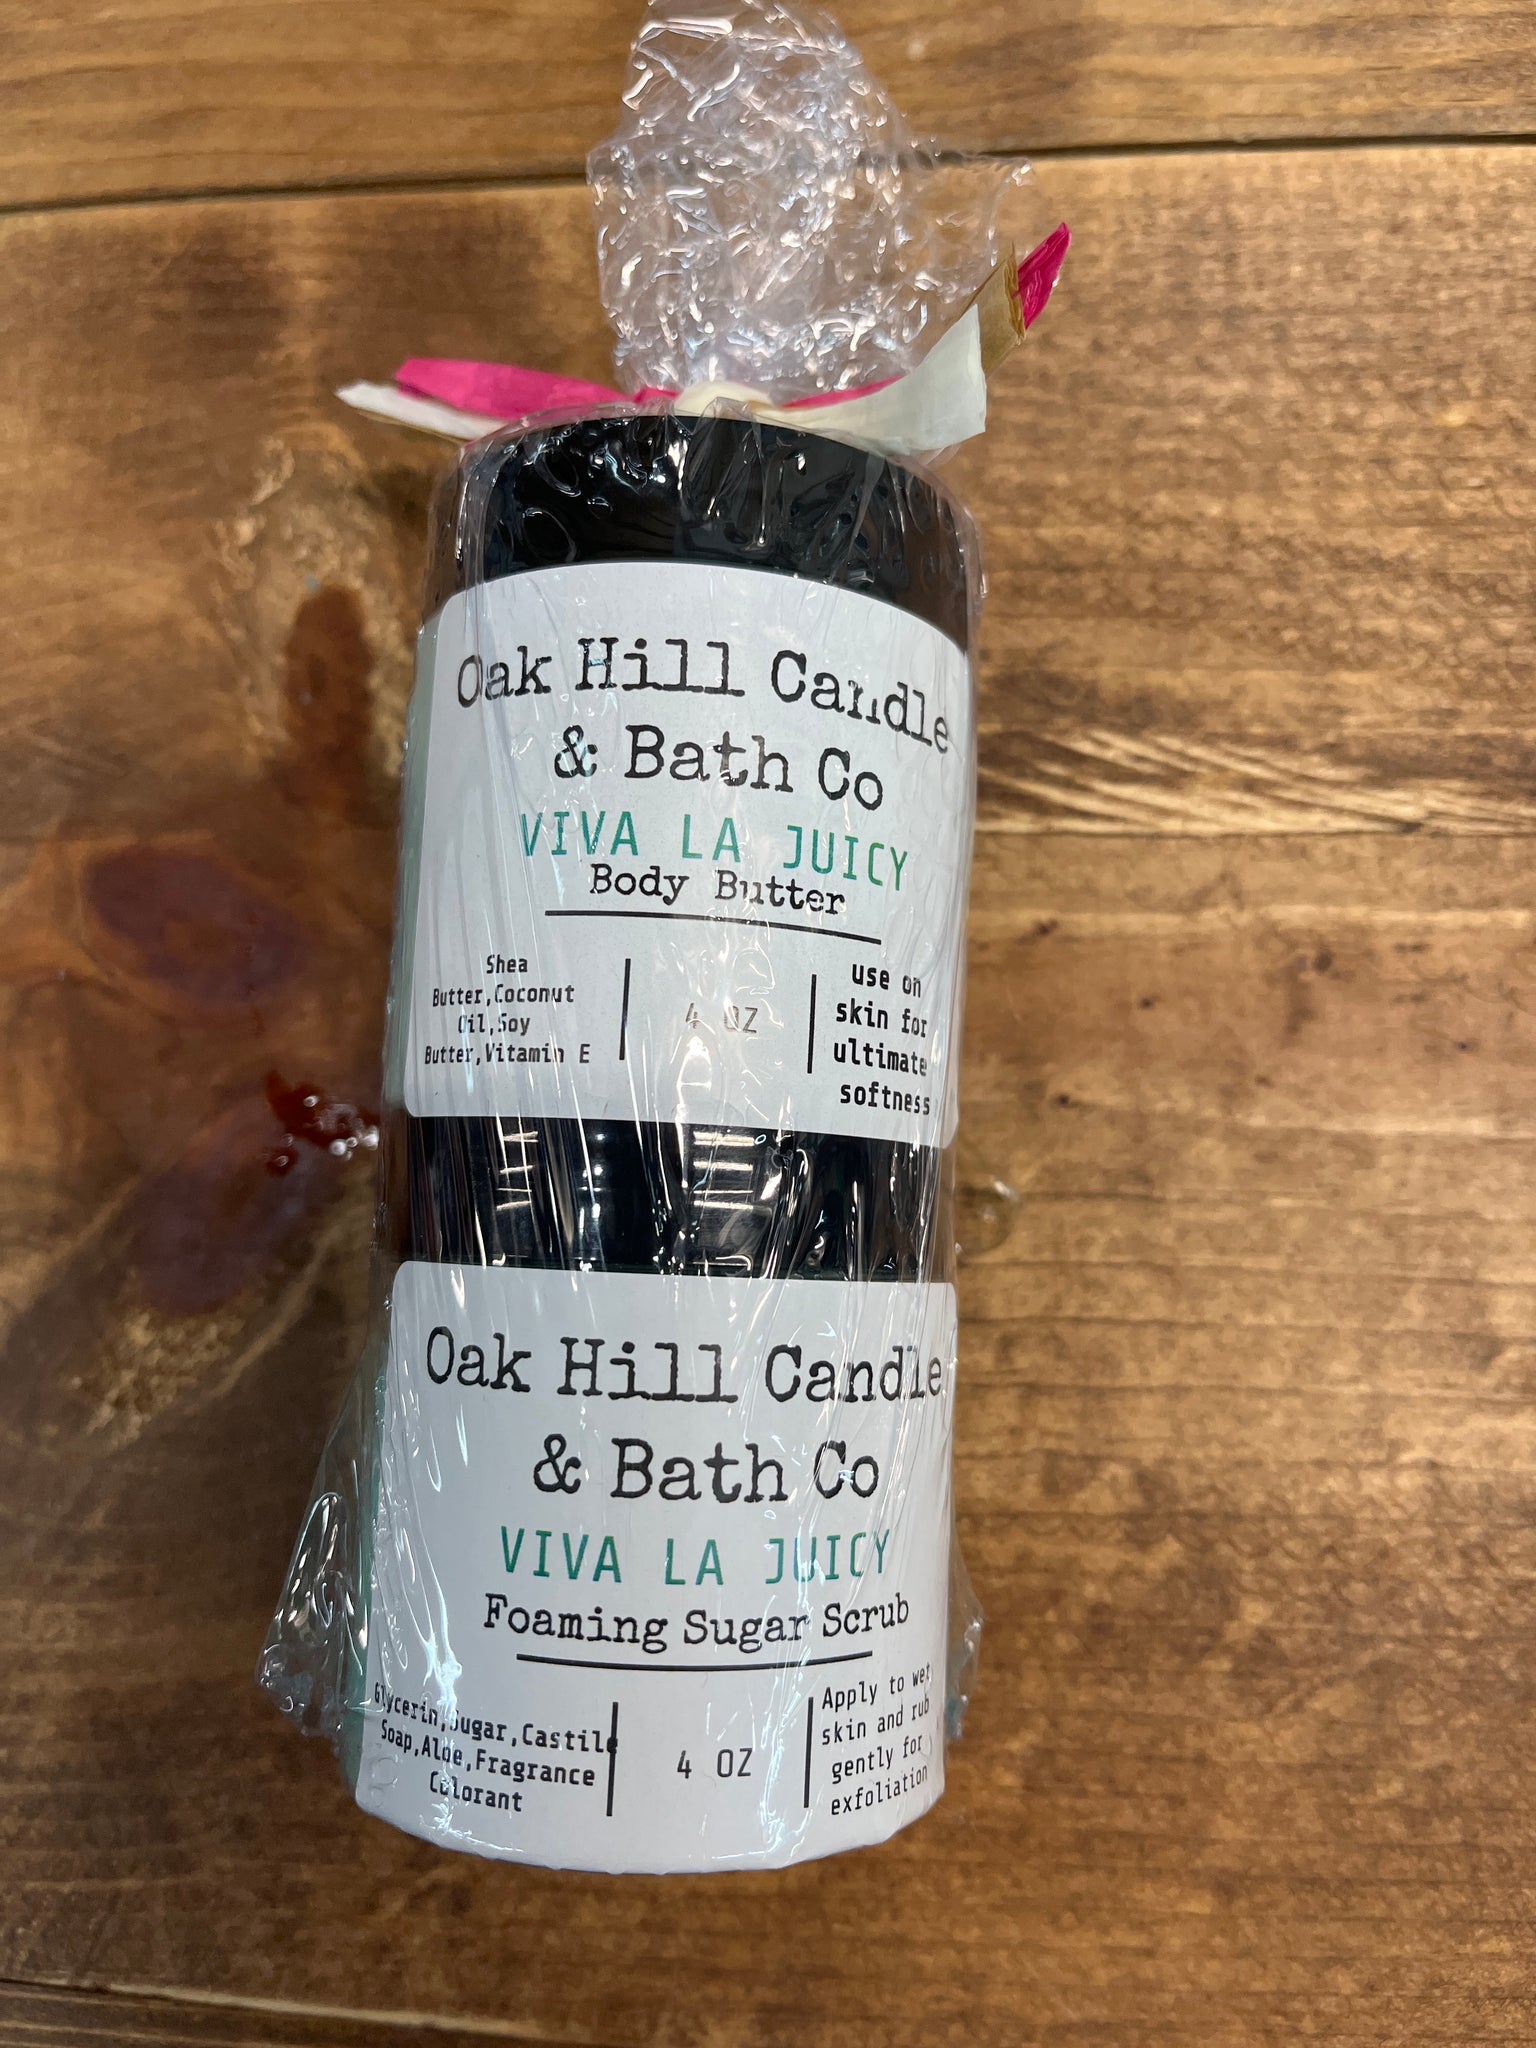 Oak Hill Candle
& Bath Co
VIVA LA JUICY
Body Butter
Shea
Butter,Coconut
Oil,Soy
Butter,Vitamin E
4 OZ
use on
skin for
ultimate
softness
Oak Hill Candle
& Bath Co
VIVA LA JUICY
Foaming Sugar Scrub
Glycerin,Sugar,Castile
Soap,Aloe,Fragrance
Colorant
4 OZ
Apply to wet
skin and rub
gently for
exfoliation